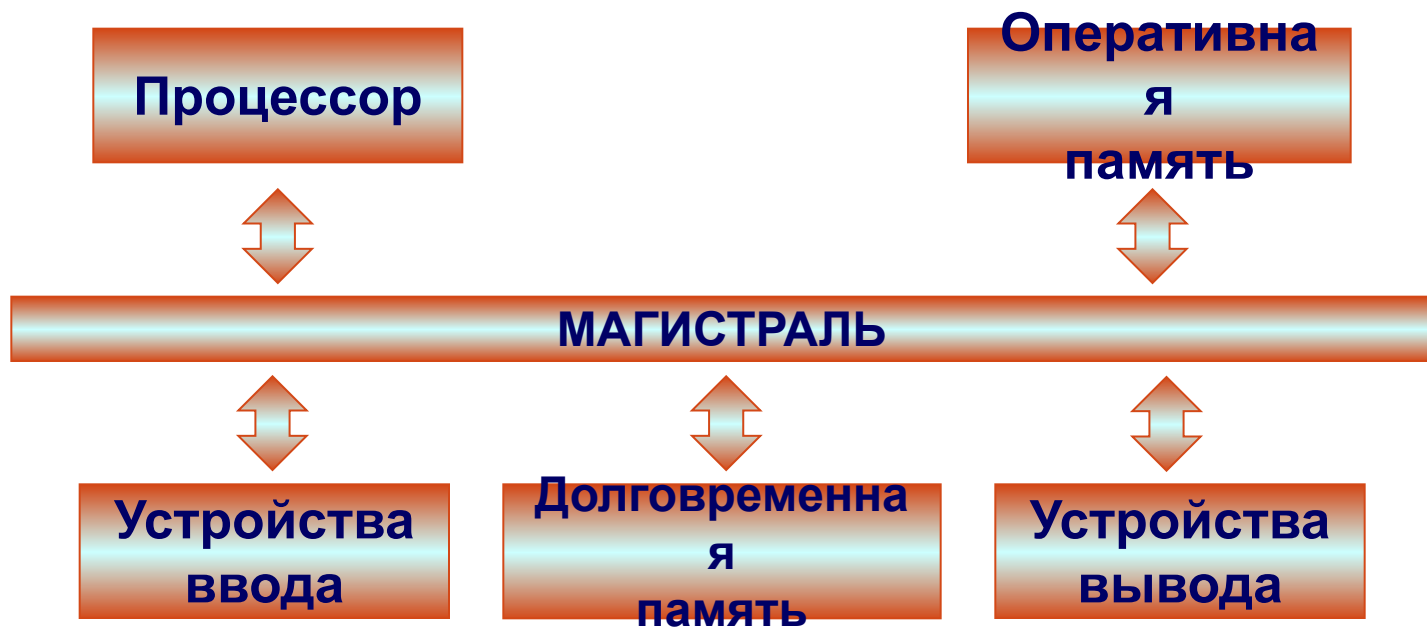 Процессор
Оперативна
я
память
МАГИСТРАЛЬ
Устройства
ввода
Долговременна
я
память
Устройства
вывода